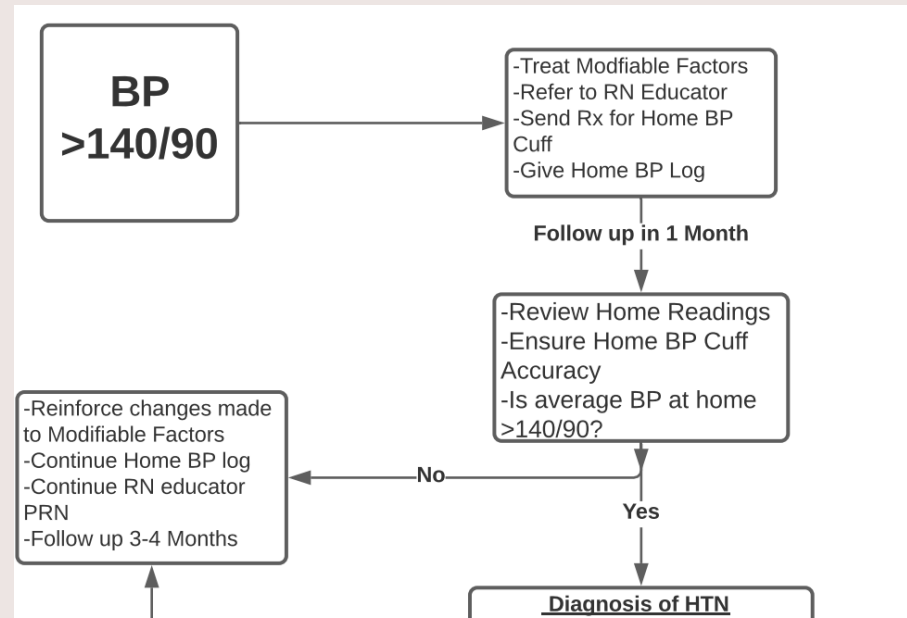 BP
>140/90
-Treat Modfiable Factors
-Refer to RN Educator
-Send Rx for Home BP
Cuff
-Give Home BP Log
Follow up in 1 Month
-Review Home Readings
-Ensure Home BP Cuff
Accuracy
-Is average BP at home
>140/90?
No
-Reinforce changes made
to Modifiable Factors
-Continue Home BP log
-Continue RN educator
PRN
-Follow up 3-4 Months
Yes
Diagnosis of HTN